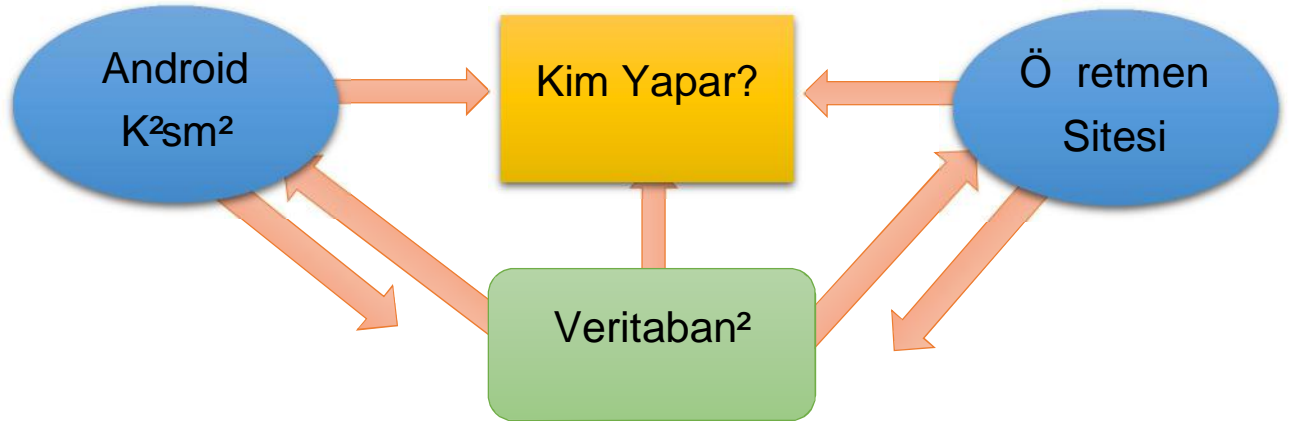 Android
K²sm²
Kim Yapar?
Ö retmen
Sitesi
Veritaban²